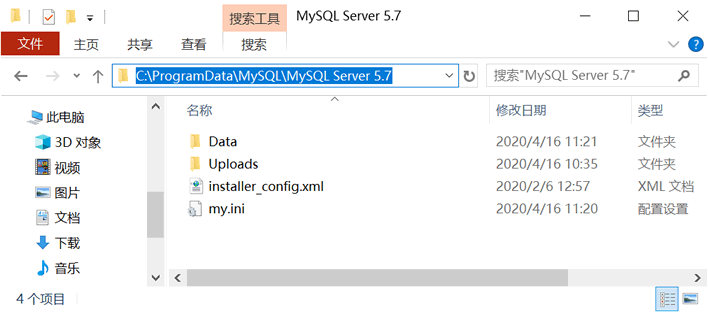 搜索工具 MySQL Server 5.7
文件 主页 共享 查看 搜索
C:\ProgramData\MySQL\MySQL Server 5.7 搜索"MySQL Server 5.7"
名称 修改日期 类型
此电脑
3D 对象
视频
图片
文档
下载
音乐
Data 2020/4/16 11:21 文件夹
Uploads 2020/4/16 10:35 文件夹
installer_config.xml 2020/2/6 12:57 XML 文档
my.ini 2020/4/16 11:20 配置设置
4 个项目